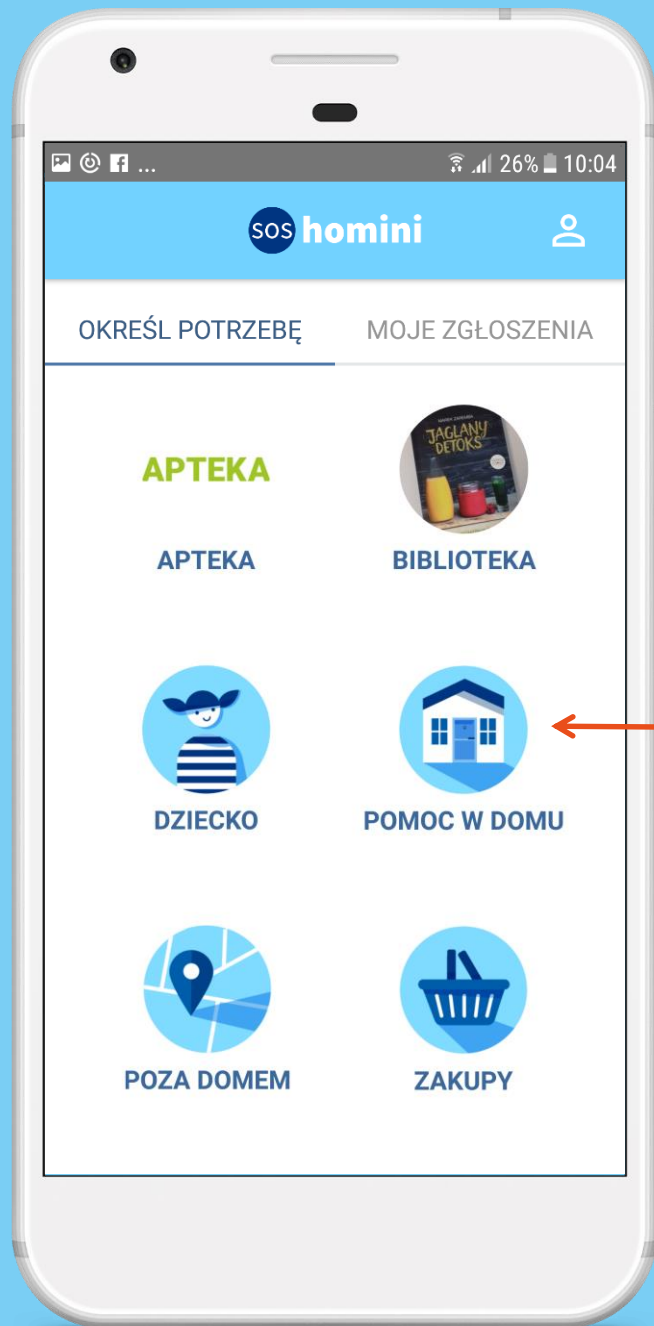 ... 26% 10:04
sos homini
OKREŚL POTRZEBĘ MOJE ZGŁOSZENIA
APTEKA
JAGLANY
DETOKS
APTEKA BIBLIOTEKA
DZIECKO POMOC W DOMU
POZA DOMEM ZAKUPY